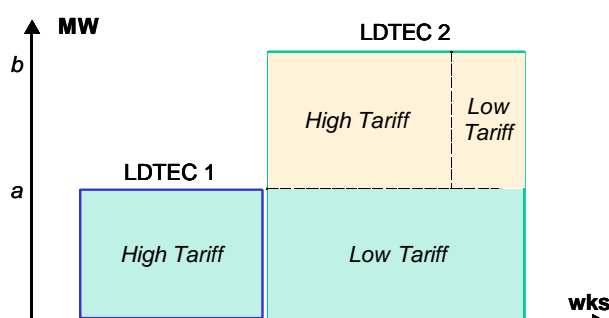 MW
LDTEC 2
b
High Tariff
Low
Tariff
LDTEC 1
a
High Tariff
Low Tariff
wks